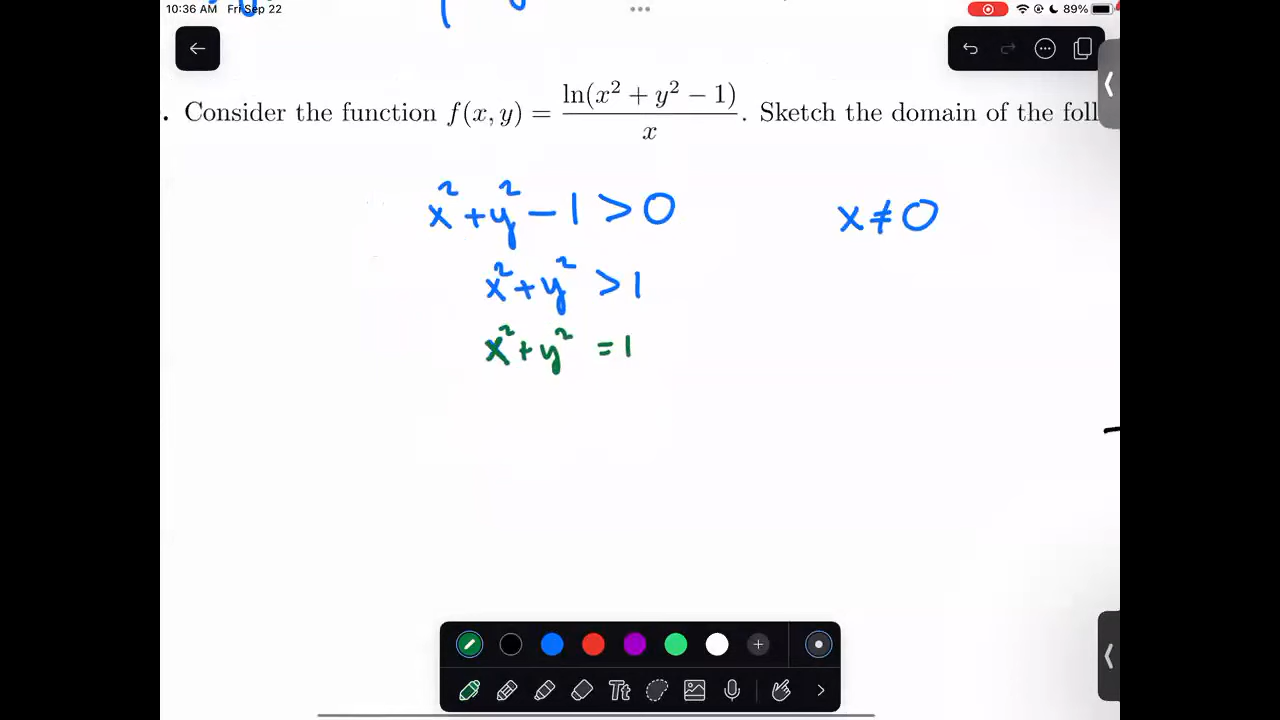 10:36 AM Fri Sep 22
89%
. Consider the function f(x, y) = ln(x² + y² − 1) / x . Sketch the domain of the foll
x² + y² − 1 > 0
x ≠ 0
x² + y² > 1
x² + y² = 1
Tt